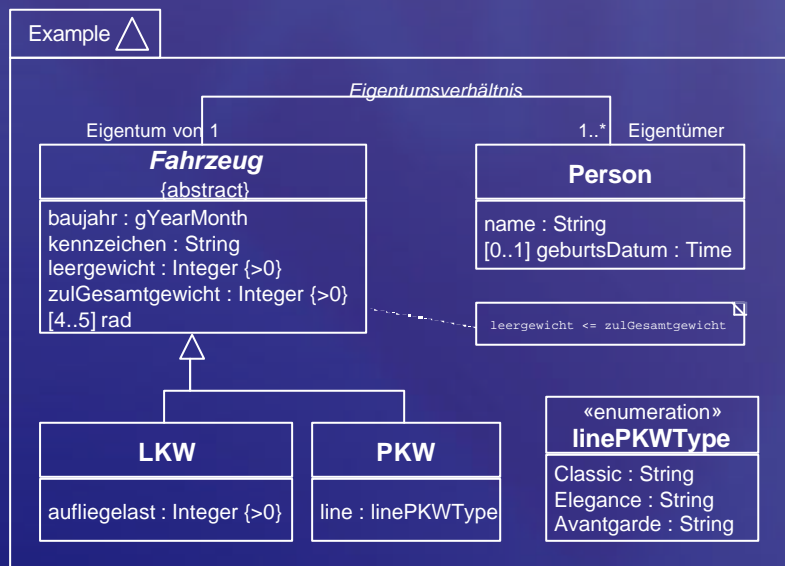 Example
Eigentumsverhältnis
Eigentum von 1
1..* Eigentümer
Fahrzeug
{abstract}
baujahr : gYearMonth
kennzeichen : String
leergewicht : Integer {>0}
zulGesamtgewicht : Integer {>0}
[4..5] rad
Person
name : String
[0..1] geburtsDatum : Time
leergewicht <= zulGesamtgewicht
LKW
aufliegelast : Integer {>0}
PKW
line : linePKWType
«enumeration»
linePKWType
Classic : String
Elegance : String
Avantgarde : String